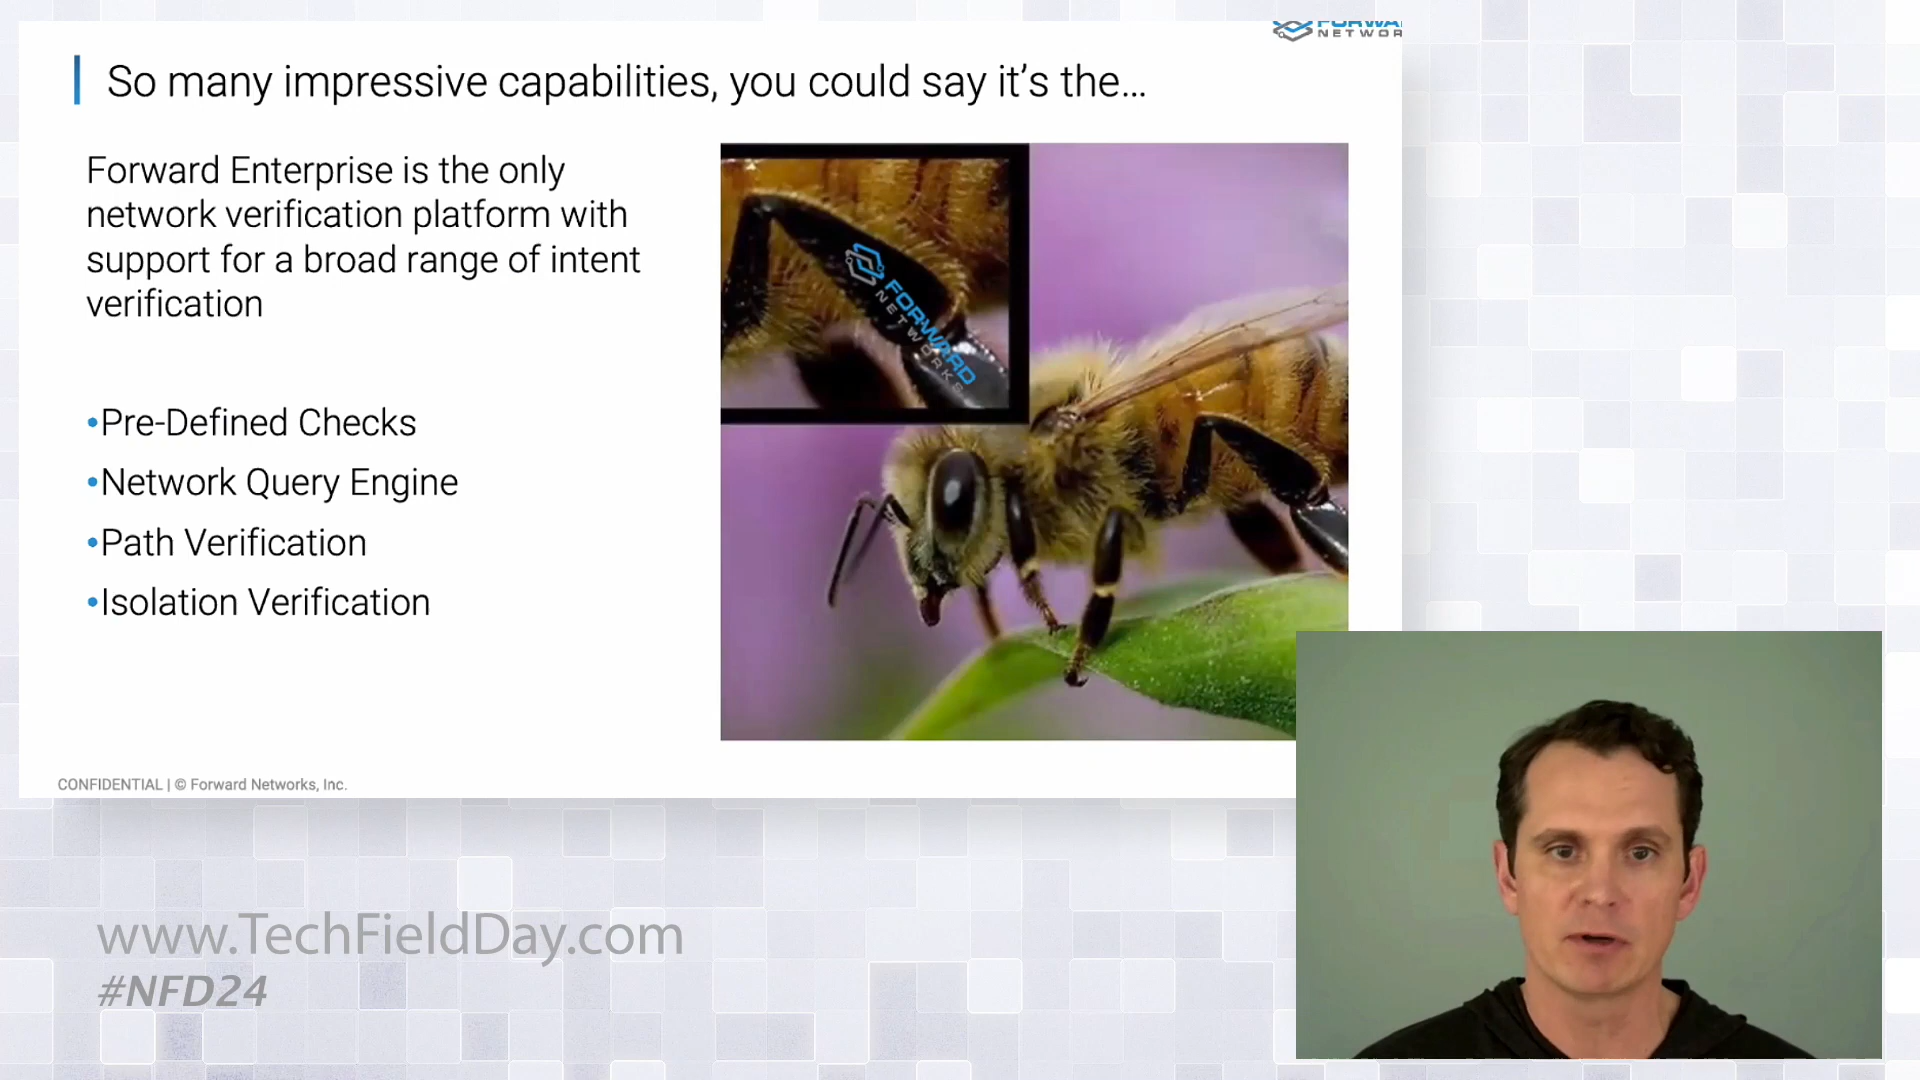 FORWA
NETWOR
So many impressive capabilities, you could say it's the...
Forward Enterprise is the only
network verification platform with
support for a broad range of intent
verification
•Pre-Defined Checks
•Network Query Engine
•Path Verification
•Isolation Verification
FORWARD
NETWORKS
CONFIDENTIAL | © Forward Networks, Inc.
www.TechFieldDay.com
#NFD24